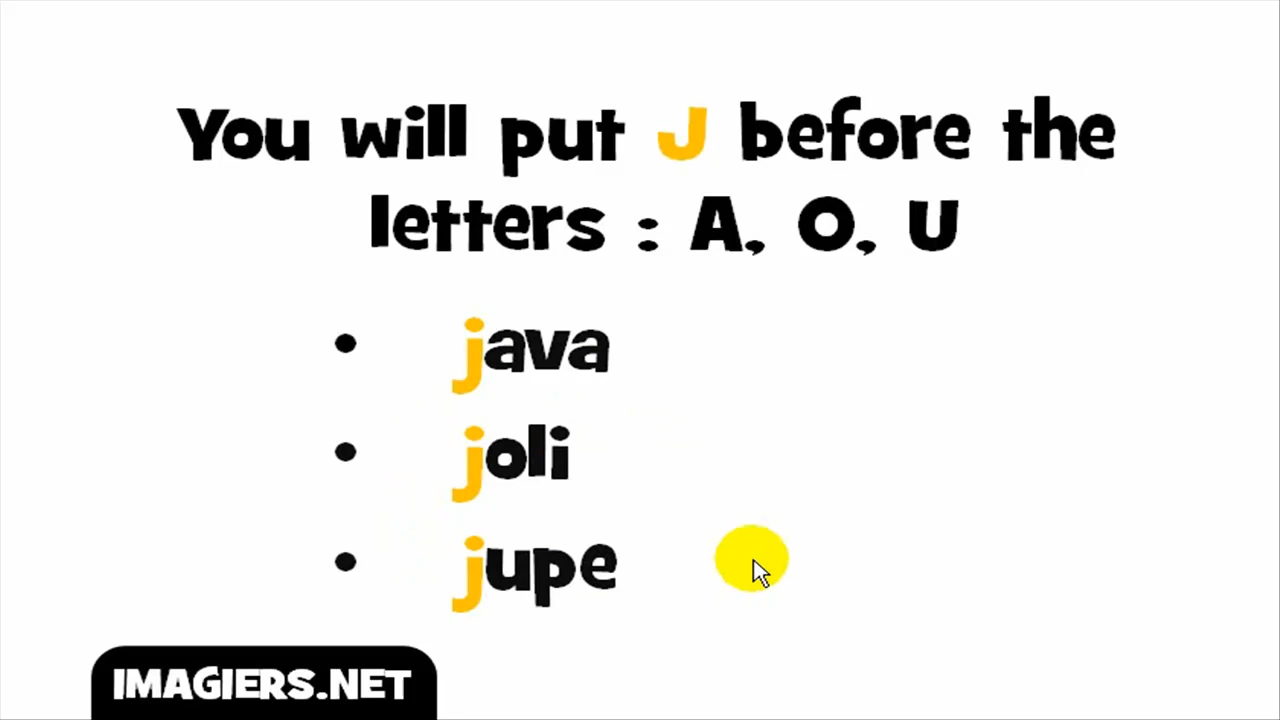 You will put J before the
letters : A, O, U
• java
• joli
• jupe
IMAGIERS.NET